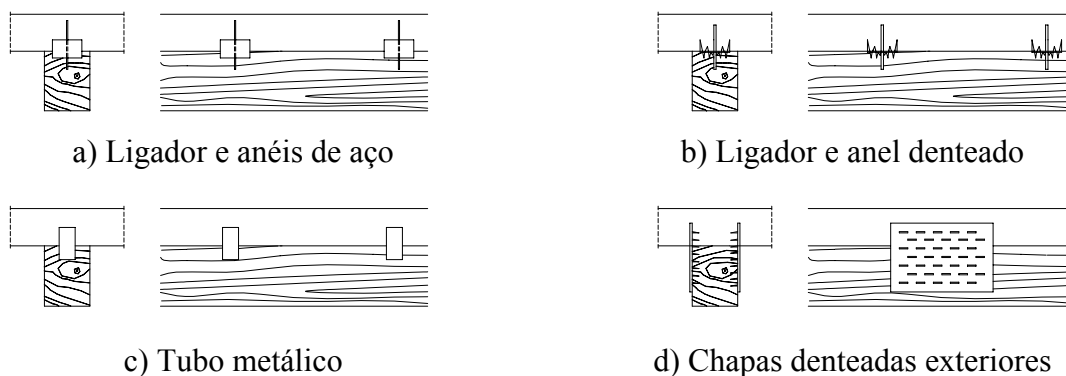 a) Ligador e anéis de aço
b) Ligador e anel denteado
c) Tubo metálico
d) Chapas denteadas exteriores